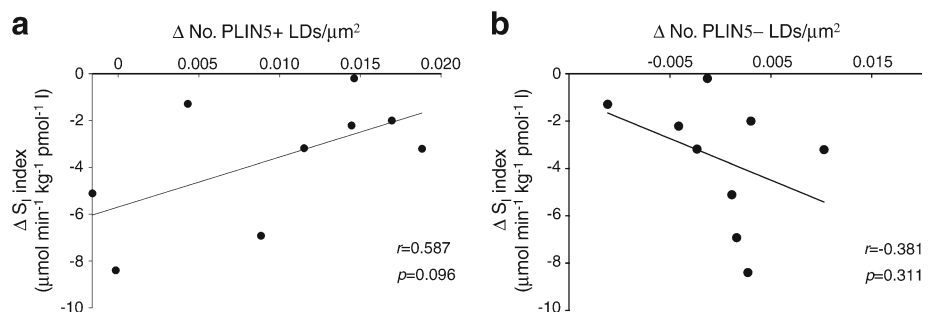 a
Δ No. PLIN5+ LDs/μm²
0 0.005 0.010 0.015 0.020
0
-2
-4
-6
-8
-10
Δ S_I index
(μmol min⁻¹ kg⁻¹ pmol⁻¹ l)
r=0.587
p=0.096
b
Δ No. PLIN5− LDs/μm²
-0.005 0.005 0.015
0
-2
-4
-6
-8
-10
Δ S_I index
(μmol min⁻¹ kg⁻¹ pmol⁻¹ l)
r=-0.381
p=0.311